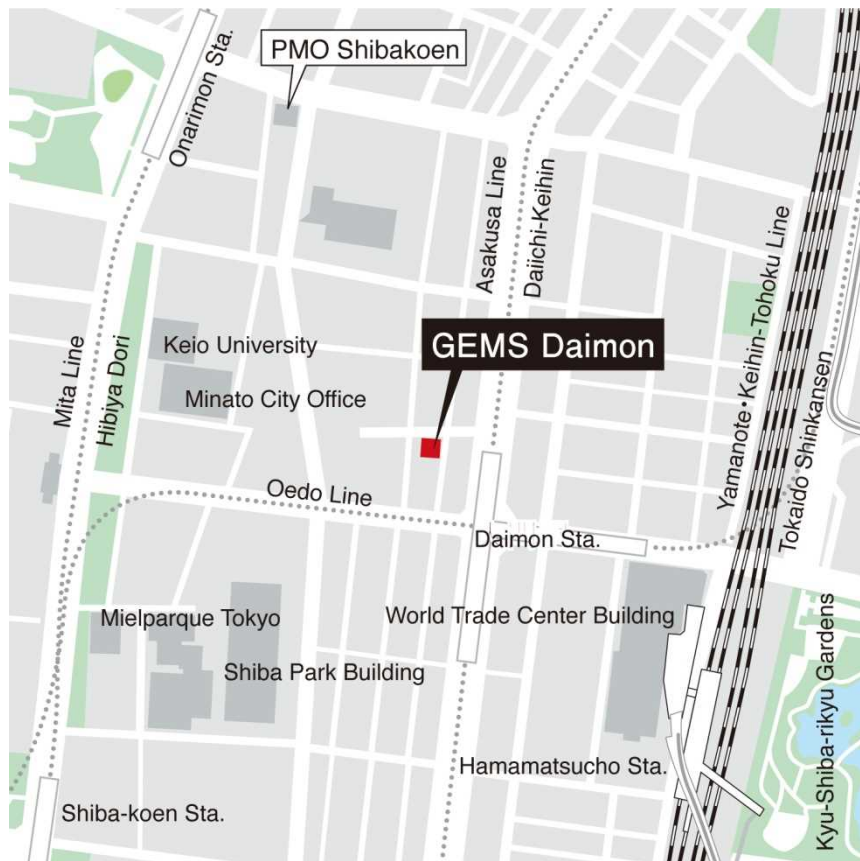 PMO Shibakoen
Onarimon Sta.
Asakusa Line
Daiichi-Keihin
Yamanote・Keihin-Tohoku Line
Tokaido Shinkansen
Mita Line
Hibiya Dori
Keio University
GEMS Daimon
Minato City Office
Oedo Line
Daimon Sta.
Mielparque Tokyo
World Trade Center Building
Shiba Park Building
Kyu-Shiba-rikyu Gardens
Hamamatsucho Sta.
Shiba-koen Sta.